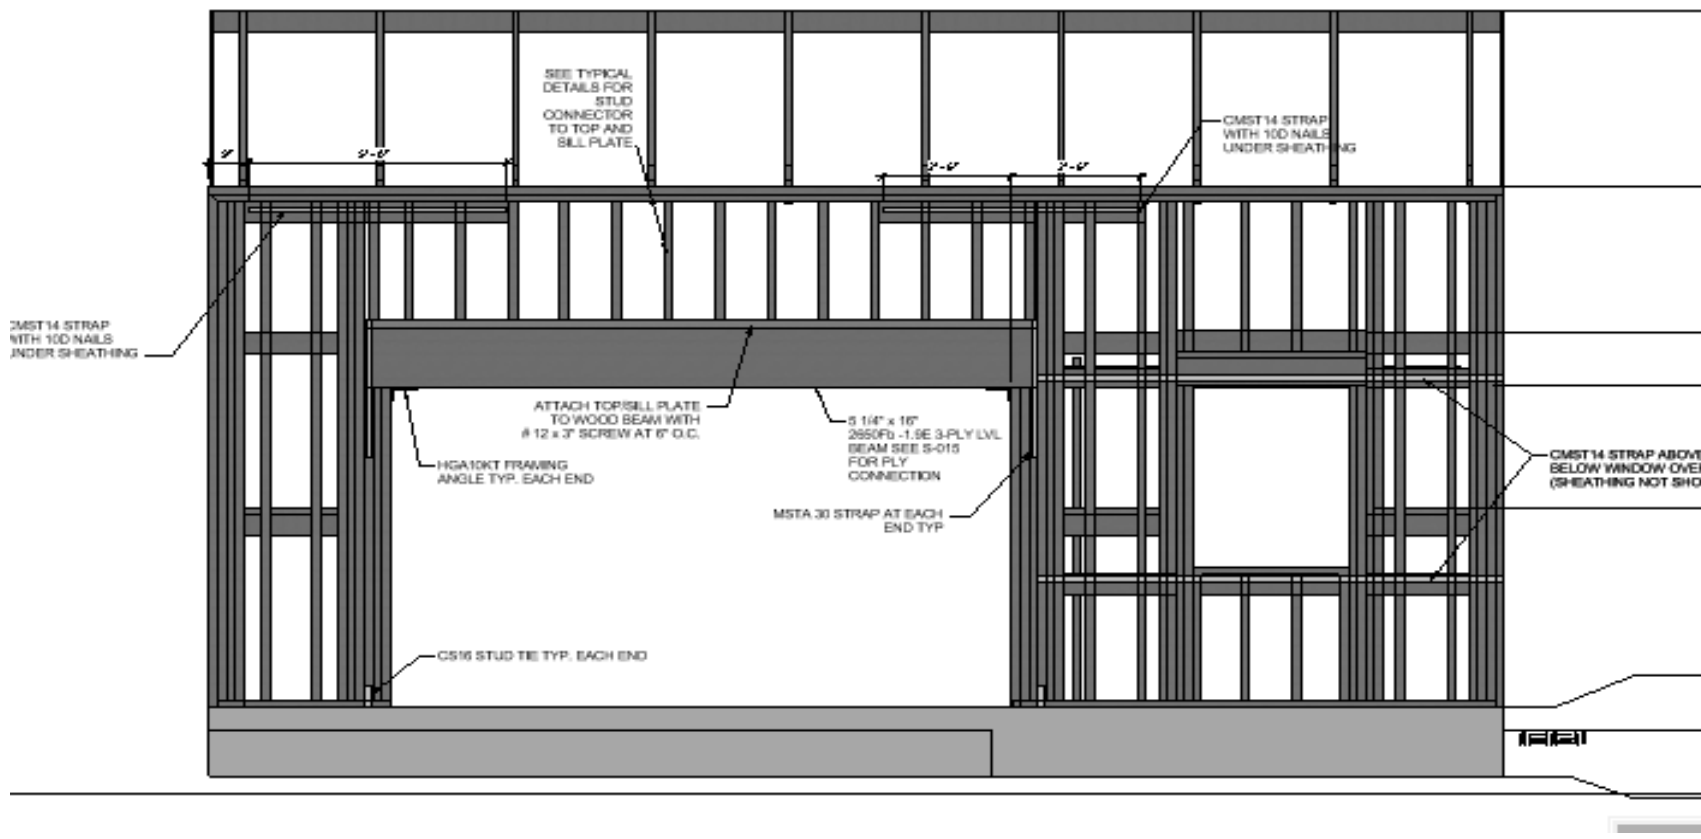 SEE TYPICAL
DETAILS FOR
STUD
CONNECTOR
TO TOP AND
SILL PLATE
CMST14 STRAP
WITH 10D NAILS
UNDER SHEATHING
CMST14 STRAP
WITH 10D NAILS
UNDER SHEATHING
ATTACH TOP/SILL PLATE
TO WOOD BEAM WITH
# 12 x 3" SCREW AT 6" O.C.
5 1/4" x 16"
2650Fb -1.9E 3-PLY LVL
BEAM SEE S-015
FOR PLY
CONNECTION
HGA10KT FRAMING
ANGLE TYP. EACH END
CMST14 STRAP ABOVE
BELOW WINDOW OVE
(SHEATHING NOT SHO
MSTA 30 STRAP AT EACH
END TYP
CS16 STUD TIE TYP. EACH END